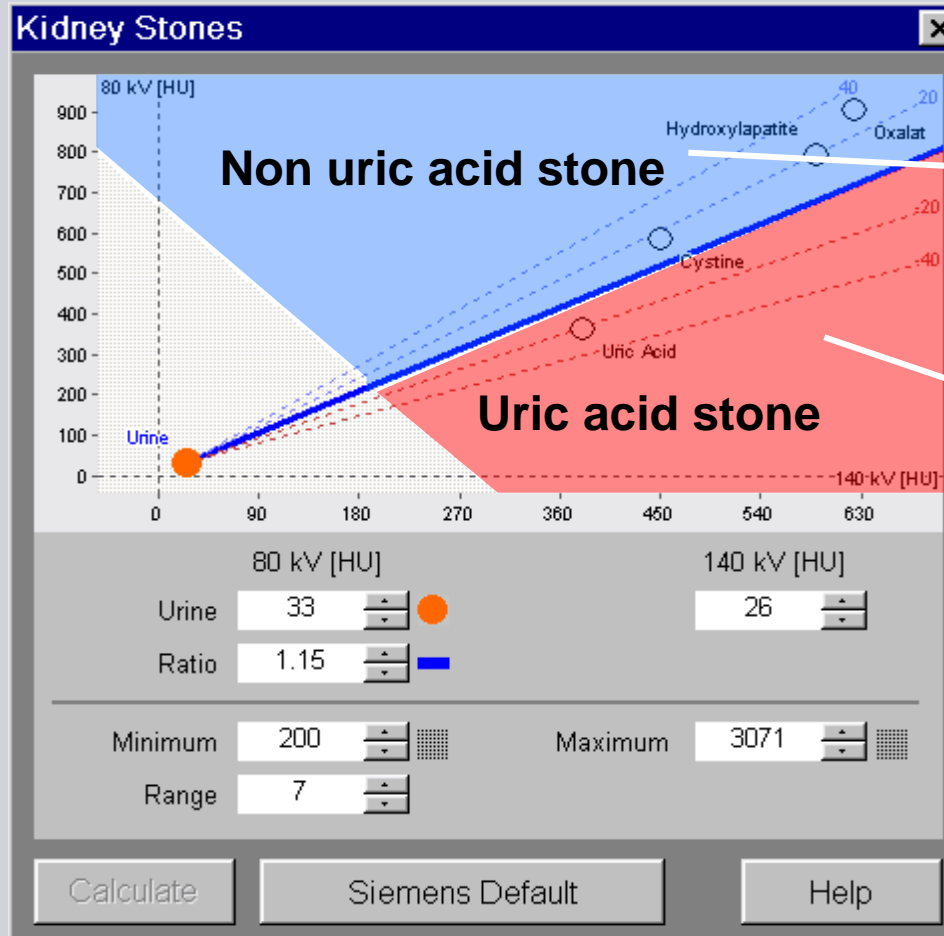 Kidney Stones
80 kV [HU]
900
800
700
600
500
400
300
200
100
0
40
20
Hydroxylapatite
Oxalat
Non uric acid stone
-20
Cystine
-40
Uric Acid
Uric acid stone
Urine
140 kV [HU]
0 90 180 270 360 450 540 630
80 kV [HU] 140 kV [HU]
Urine 33 26
Ratio 1.15
Minimum 200 Maximum 3071
Range 7
Calculate Siemens Default Help